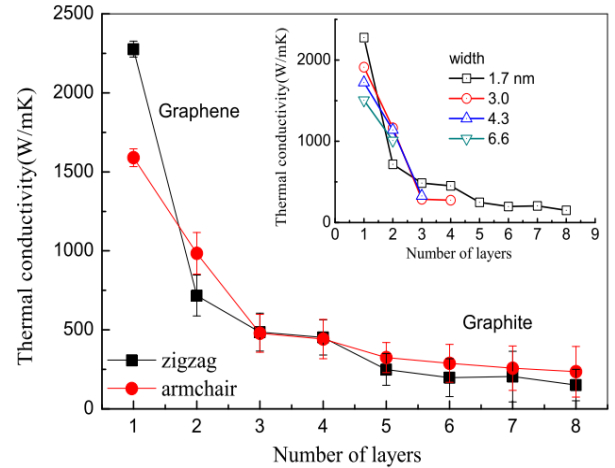 2500
2000
1500
1000
500
0
Thermal conductivity(W/mK)
Graphene
Graphite
zigzag
armchair
1 2 3 4 5 6 7 8
Number of layers
2000
1000
0
Thermal conductivity(W/mK)
width
1.7 nm
3.0
4.3
6.6
0 1 2 3 4 5 6 7 8 9
Number of layers